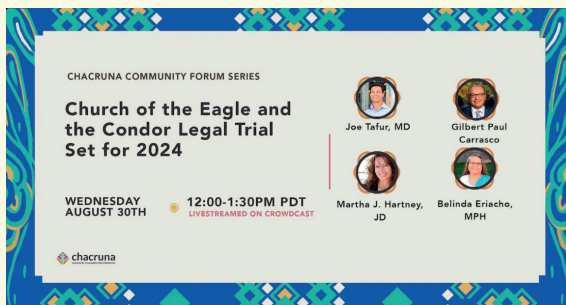 CHACRUNA COMMUNITY FORUM SERIES
Church of the Eagle and
the Condor Legal Trial
Set for 2024
WEDNESDAY
AUGUST 30TH
12:00-1:30PM PDT
LIVESTREAMED ON CROWDCAST
Joe Tafur, MD
Gilbert Paul
Carrasco
Martha J. Hartney,
JD
Belinda Eriacho,
MPH
chacruna